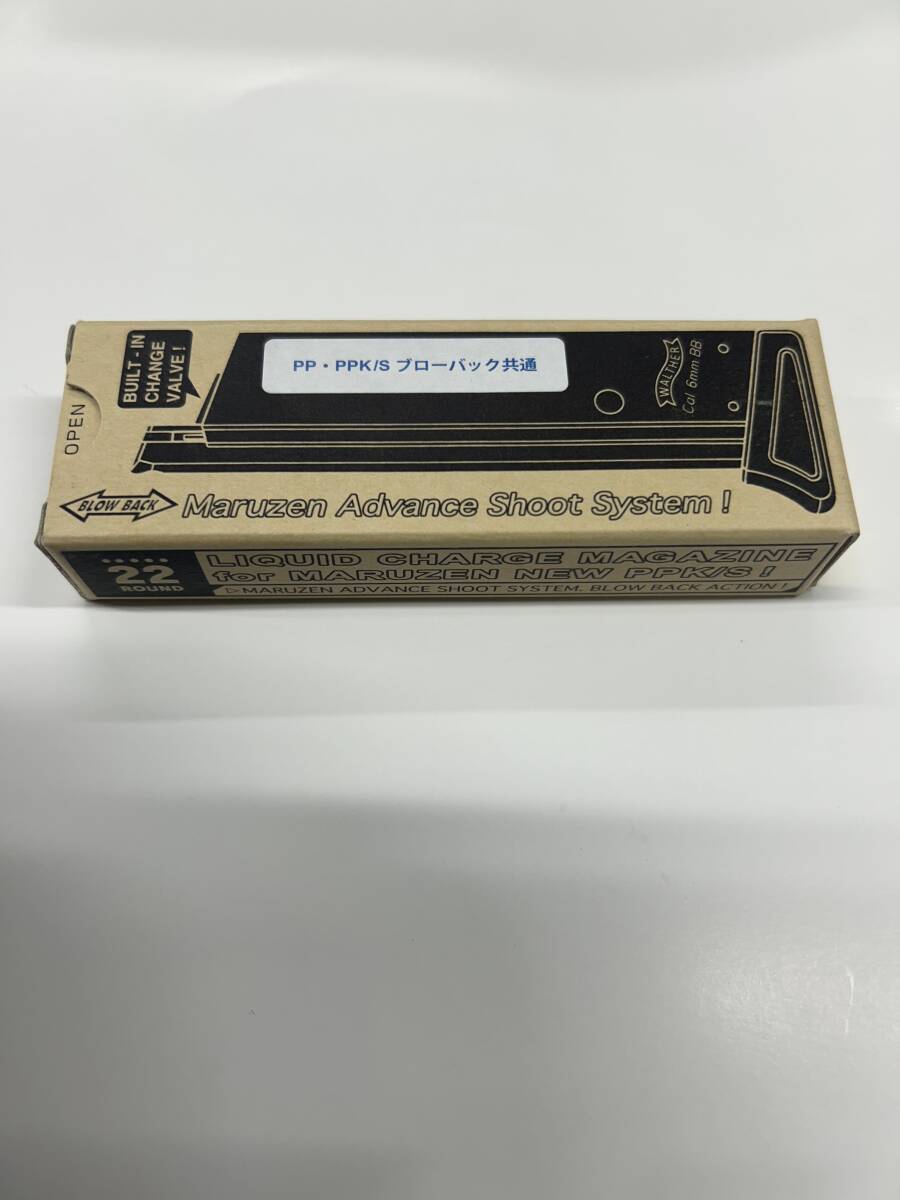 OPEN
BUILT-IN
CHANGE
VALVE!
PP・PPK/S ブローバック共通
WALTHER
Cal 6mm BB
BLOW BACK
Maruzen Advance Shoot System!
22
ROUND
LIQUID CHARGE MAGAZINE
for MARUZEN NEW PPK/S!
▷MARUZEN ADVANCE SHOOT SYSTEM. BLOW BACK ACTION!